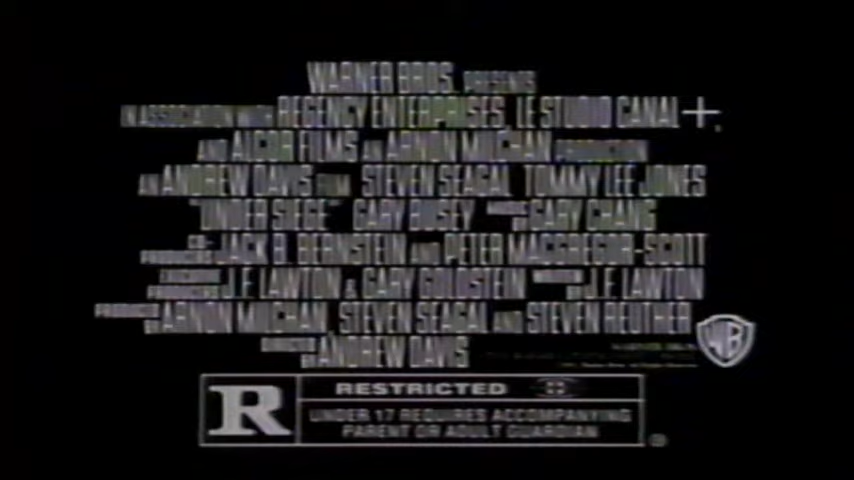 WARNER BROS. PRESENTS
IN ASSOCIATION WITH REGENCY ENTERPRISES, LE STUDIO CANAL+,
AND ALCOR FILMS AN ARNON MILCHAN PRODUCTION
AN ANDREW DAVIS FILM STEVEN SEAGAL TOMMY LEE JONES
"UNDER SIEGE" GARY BUSEY MUSIC BY GARY CHANG
CO-PRODUCERS JACK B. BERNSTEIN AND PETER MACGREGOR-SCOTT
EXECUTIVE PRODUCERS J.F. LAWTON & GARY GOLDSTEIN WRITTEN BY J.F. LAWTON
PRODUCED BY ARNON MILCHAN, STEVEN SEAGAL AND STEVEN REUTHER
DIRECTED BY ANDREW DAVIS
WB
R RESTRICTED
UNDER 17 REQUIRES ACCOMPANYING
PARENT OR ADULT GUARDIAN
®